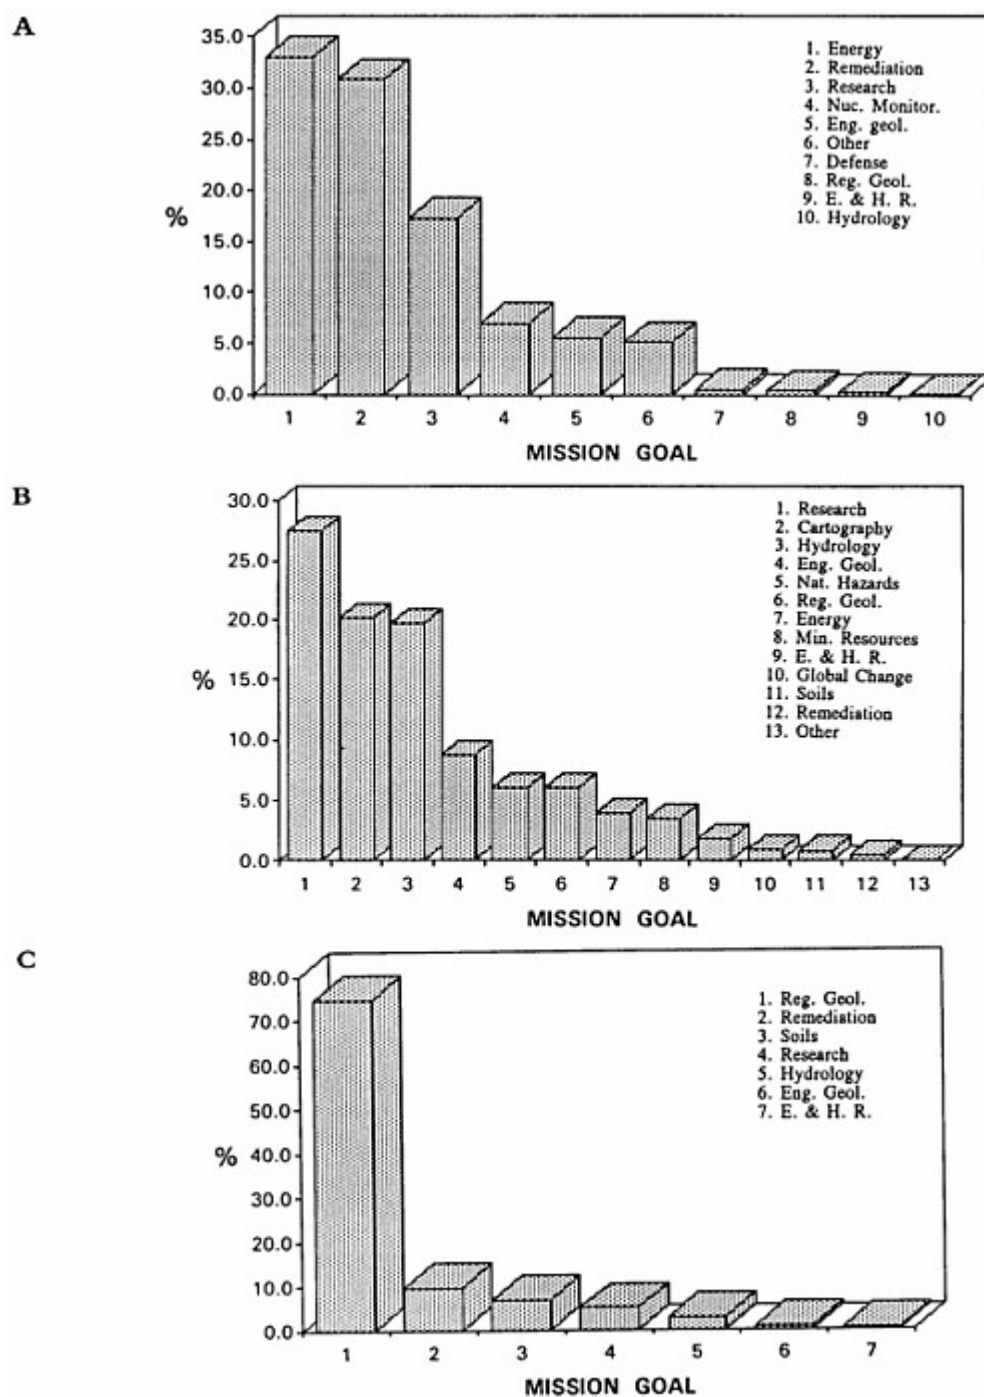 A
35.0
30.0
25.0
20.0
%
15.0
10.0
5.0
0.0
1. Energy
2. Remediation
3. Research
4. Nuc. Monitor.
5. Eng. geol.
6. Other
7. Defense
8. Reg. Geol.
9. E. & H. R.
10. Hydrology
1 2 3 4 5 6 7 8 9 10
MISSION GOAL
B
30.0
25.0
20.0
%
15.0
10.0
5.0
0.0
1. Research
2. Cartography
3. Hydrology
4. Eng. Geol.
5. Nat. Hazards
6. Reg. Geol.
7. Energy
8. Min. Resources
9. E. & H. R.
10. Global Change
11. Soils
12. Remediation
13. Other
1 2 3 4 5 6 7 8 9 10 11 12 13
MISSION GOAL
C
80.0
70.0
60.0
50.0
%
40.0
30.0
20.0
10.0
0.0
1. Reg. Geol.
2. Remediation
3. Soils
4. Research
5. Hydrology
6. Eng. Geol.
7. E. & H. R.
1 2 3 4 5 6 7
MISSION GOAL